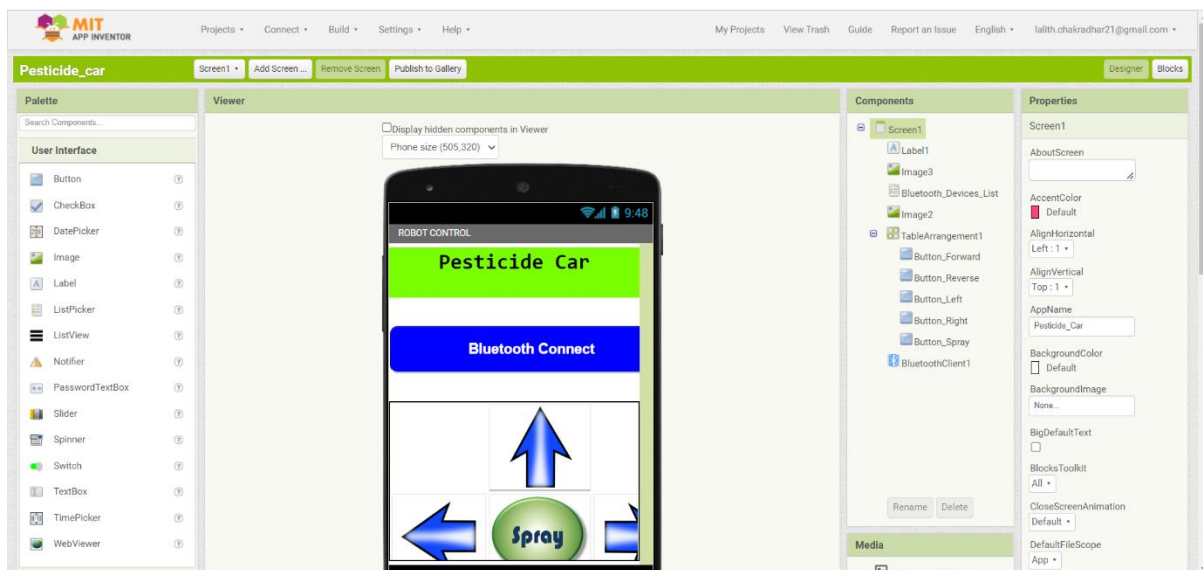 MIT
APP INVENTOR
Projects Connect Build Settings Help My Projects View Trash Guide Report an Issue English lalith.chakradhar21@gmail.com
Pesticide_car Screen1 Add Screen ... Remove Screen Publish to Gallery Designer Blocks
Palette
Search Components...
User Interface
Button
CheckBox
DatePicker
Image
Label
ListPicker
ListView
Notifier
PasswordTextBox
Slider
Spinner
Switch
TextBox
TimePicker
WebViewer
Viewer
Display hidden components in Viewer
Phone size (505,320)
9:48
ROBOT CONTROL
Pesticide Car
Bluetooth Connect
Spray
Components
Screen1
Label1
Image3
Bluetooth_Devices_List
Image2
TableArrangement1
Button_Forward
Button_Reverse
Button_Left
Button_Right
Button_Spray
BluetoothClient1
Rename Delete
Media
Properties
Screen1
AboutScreen
AccentColor
Default
AlignHorizontal
Left : 1
AlignVertical
Top : 1
AppName
Pesticide_Car
BackgroundColor
Default
BackgroundImage
None...
BigDefaultText
BlocksToolkit
All
CloseScreenAnimation
Default
DefaultFileScope
App